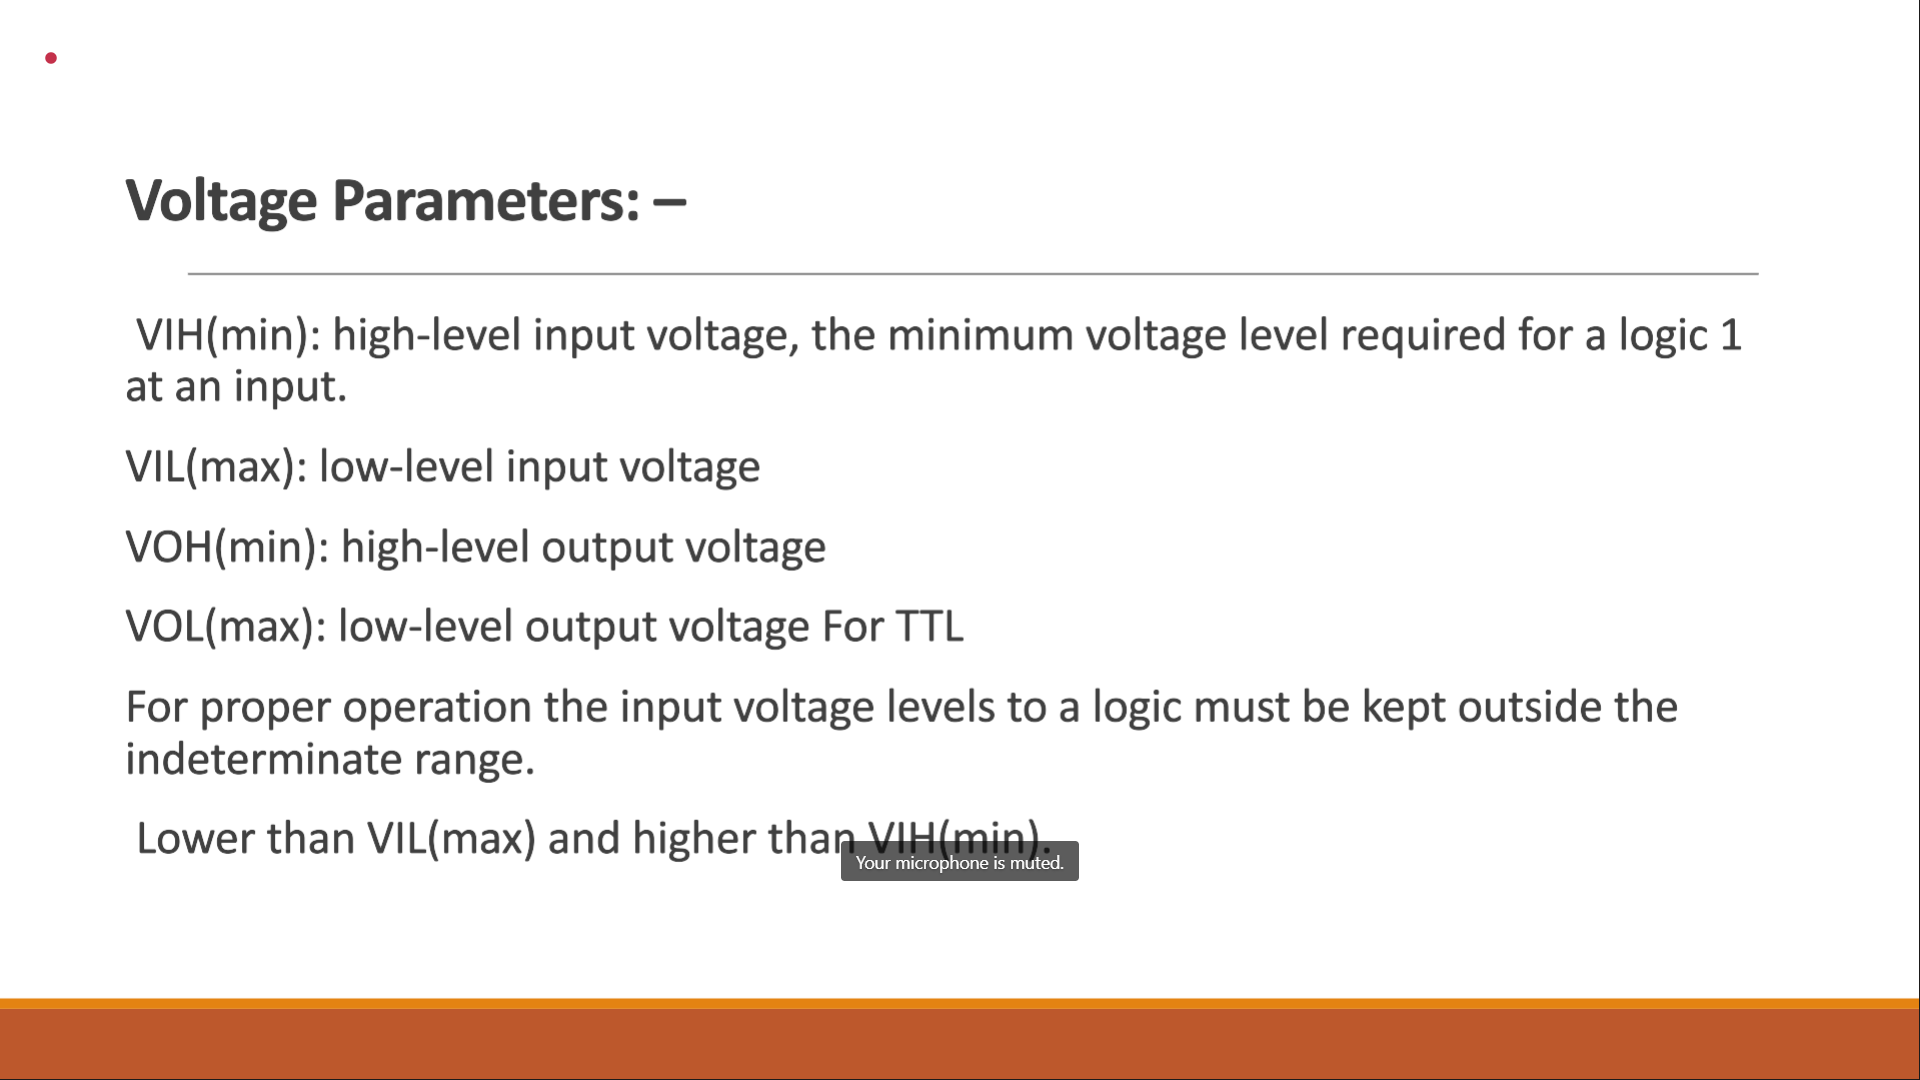 Voltage Parameters: –
VIH(min): high-level input voltage, the minimum voltage level required for a logic 1
at an input.
VIL(max): low-level input voltage
VOH(min): high-level output voltage
VOL(max): low-level output voltage For TTL
For proper operation the input voltage levels to a logic must be kept outside the
indeterminate range.
Lower than VIL(max) and higher than VIH(min).
Your microphone is muted.